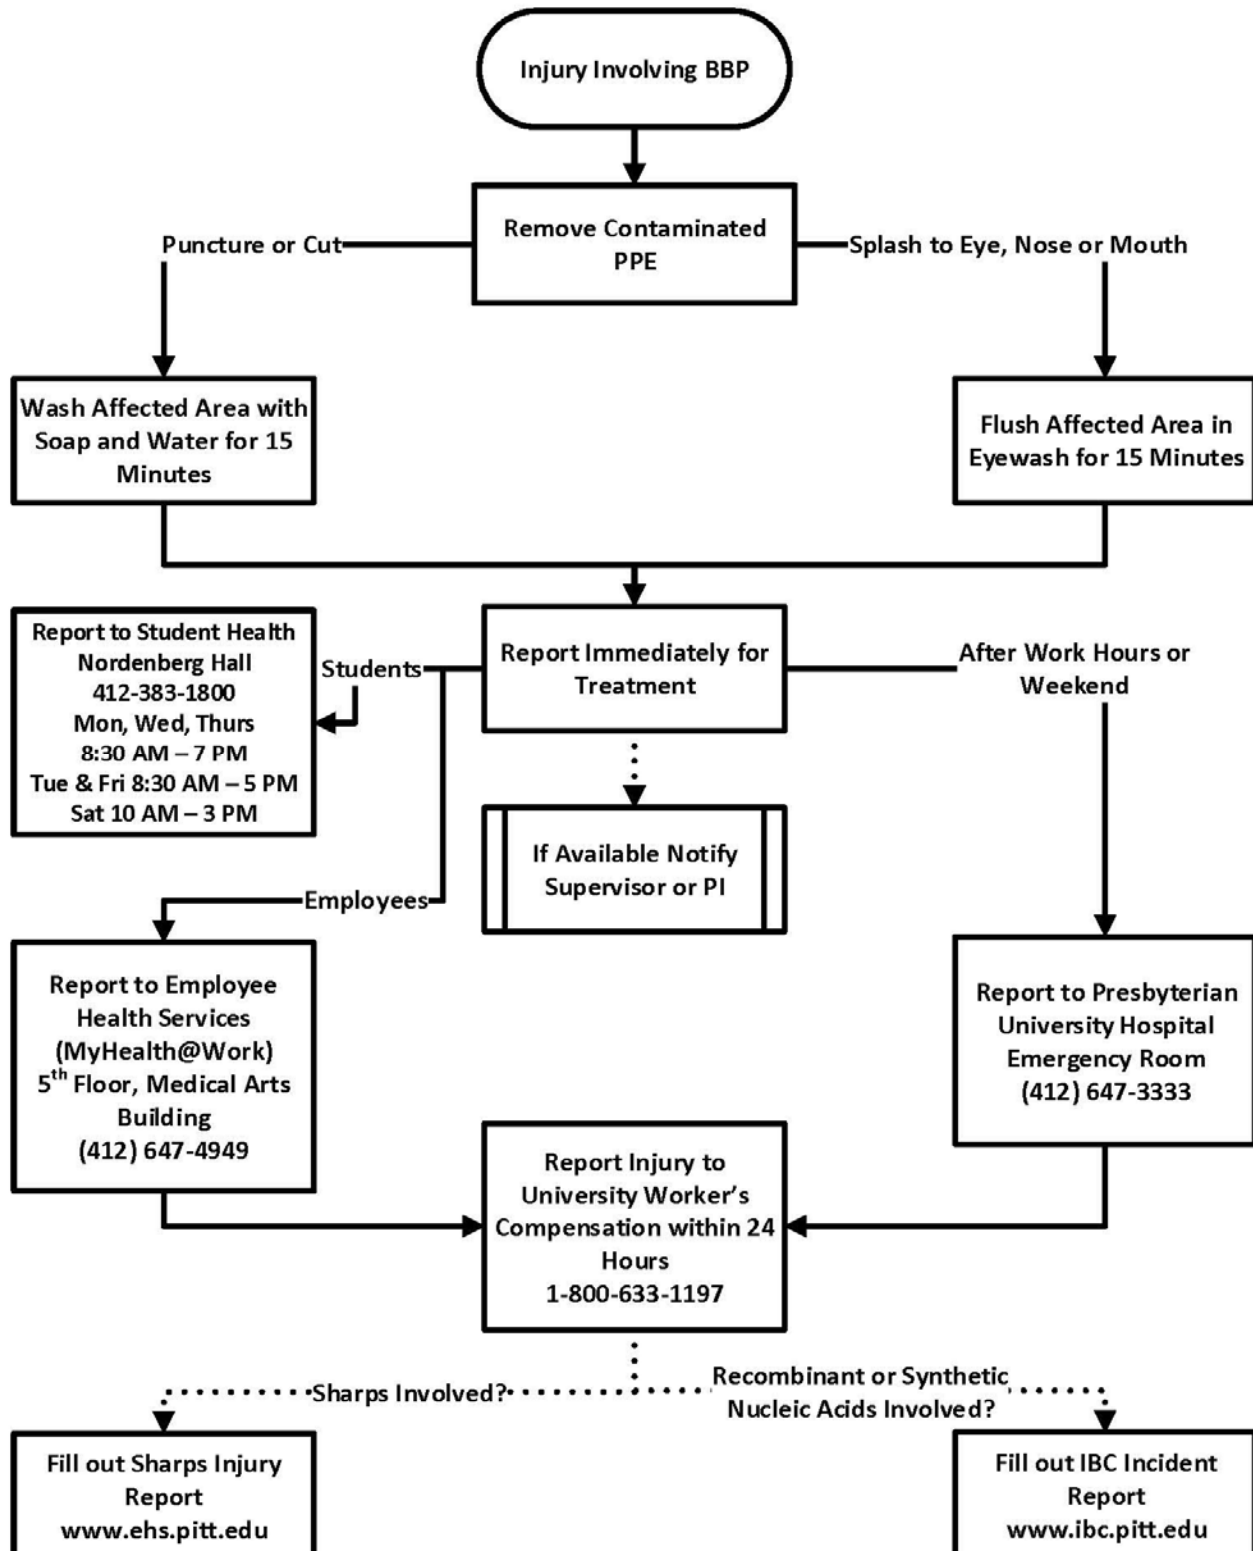 Injury Involving BBP
Remove Contaminated
PPE
Puncture or Cut
Splash to Eye, Nose or Mouth
Wash Affected Area with
Soap and Water for 15
Minutes
Flush Affected Area in
Eyewash for 15 Minutes
Report to Student Health
Nordenberg Hall
412-383-1800
Mon, Wed, Thurs
8:30 AM – 7 PM
Tue & Fri 8:30 AM – 5 PM
Sat 10 AM – 3 PM
Students
Report Immediately for
Treatment
After Work Hours or
Weekend
If Available Notify
Supervisor or PI
Employees
Report to Employee
Health Services
(MyHealth@Work)
5th Floor, Medical Arts
Building
(412) 647-4949
Report to Presbyterian
University Hospital
Emergency Room
(412) 647-3333
Report Injury to
University Worker’s
Compensation within 24
Hours
1-800-633-1197
Sharps Involved?
Recombinant or Synthetic
Nucleic Acids Involved?
Fill out Sharps Injury
Report
www.ehs.pitt.edu
Fill out IBC Incident
Report
www.ibc.pitt.edu